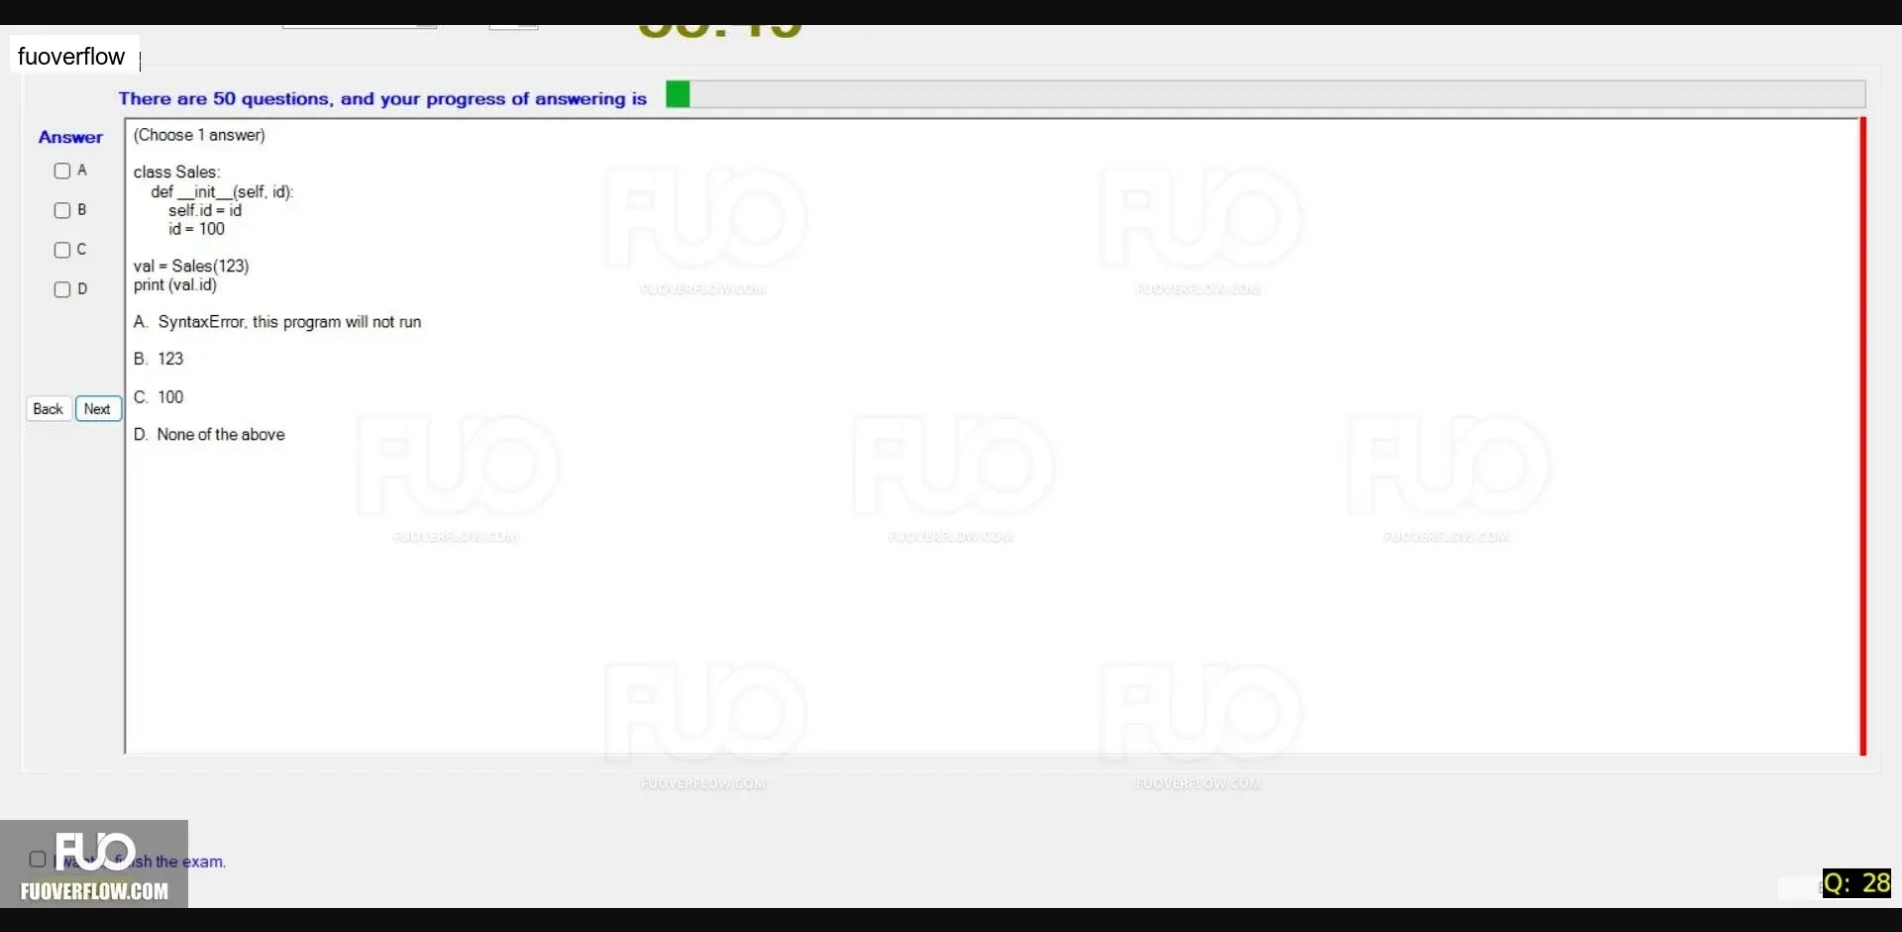 fuoverflow
There are 50 questions, and your progress of answering is
Answer
(Choose 1 answer)
A
B
C
D
class Sales:
def __init__(self, id):
self.id = id
id = 100
val = Sales(123)
print (val.id)
A. SyntaxError, this program will not run
B. 123
C. 100
D. None of the above
Back
Next
FUO
FUOVERFLOW.COM
FUO
FUOVERFLOW.COM
FUO
FUOVERFLOW.COM
FUO
FUOVERFLOW.COM
FUO
FUOVERFLOW.COM
FUO
FUOVERFLOW.COM
FUO
FUOVERFLOW.COM
the exam.
FUO
FUOVERFLOW.COM
Q: 28